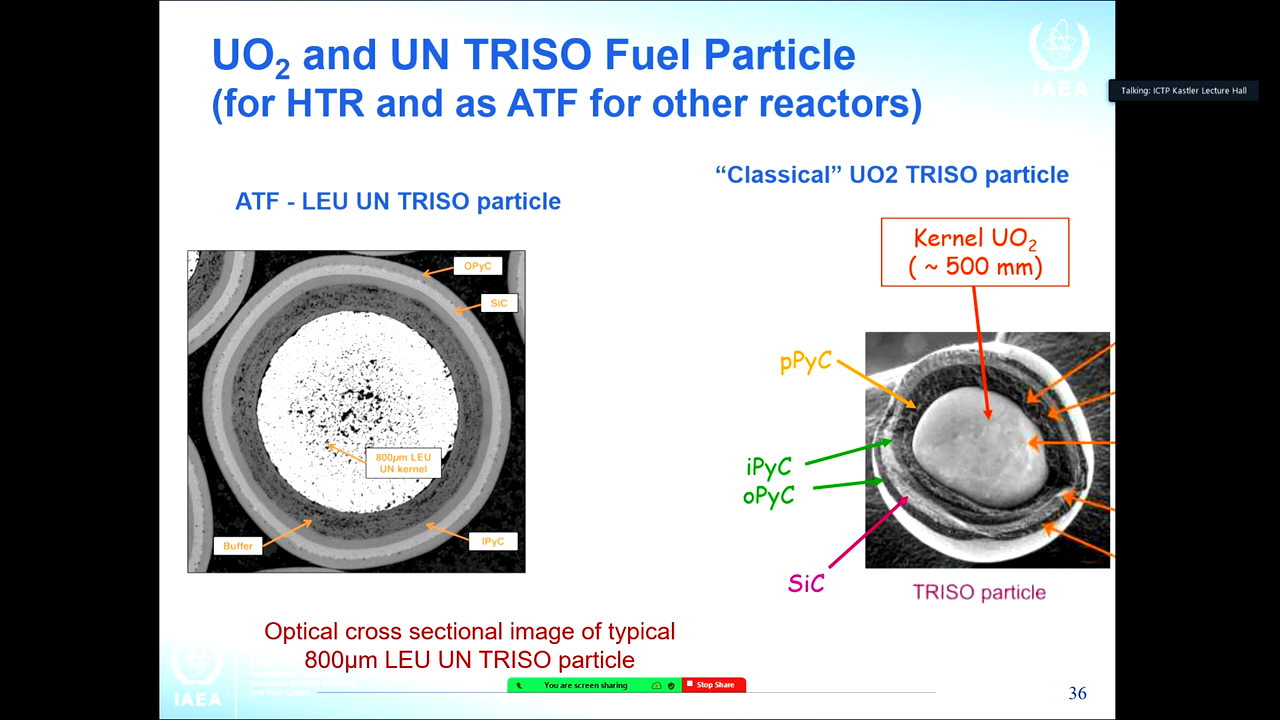 UO₂ and UN TRISO Fuel Particle
(for HTR and as ATF for other reactors)
IAEA
Talking: ICTP Kastler Lecture Hall
ATF - LEU UN TRISO particle
“Classical” UO2 TRISO particle
Kernel UO₂
( ~ 500 mm)
OPyC
SiC
800µm LEU
UN kernel
Buffer
IPyC
pPyC
iPyC
oPyC
SiC
TRISO particle
Optical cross sectional image of typical
800µm LEU UN TRISO particle
IAEA
You are screen sharing
Stop Share
36